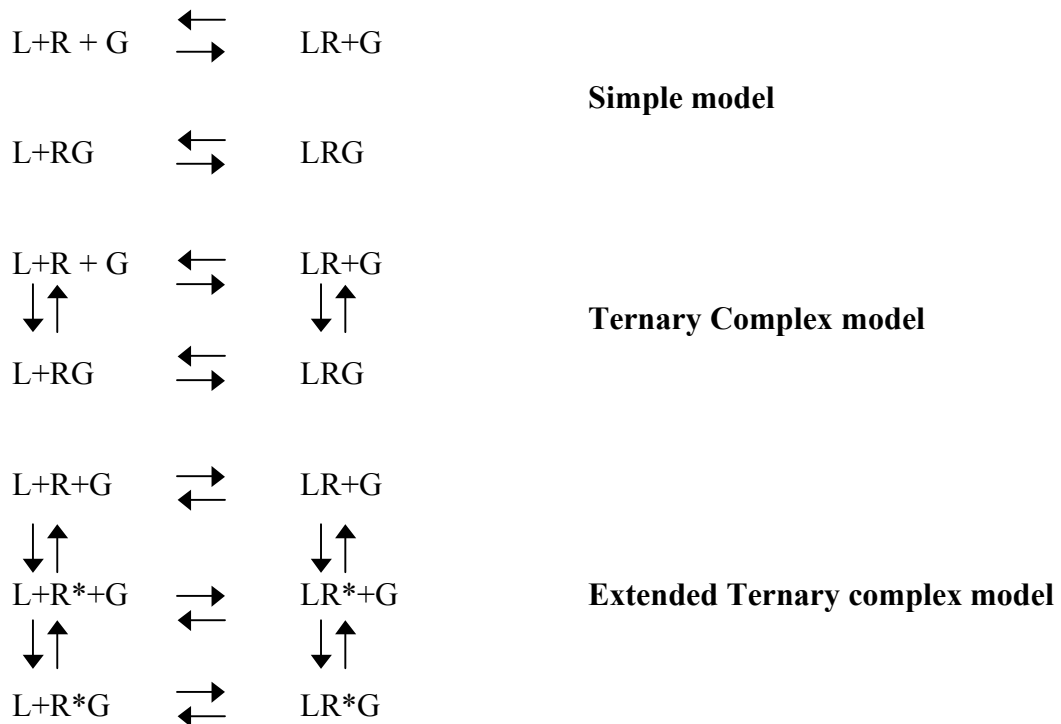 L+R + G LR+G
Simple model
L+RG LRG
L+R + G LR+G
Ternary Complex model
L+RG LRG
L+R+G LR+G
L+R*+G LR*+G Extended Ternary complex model
L+R*G LR*G